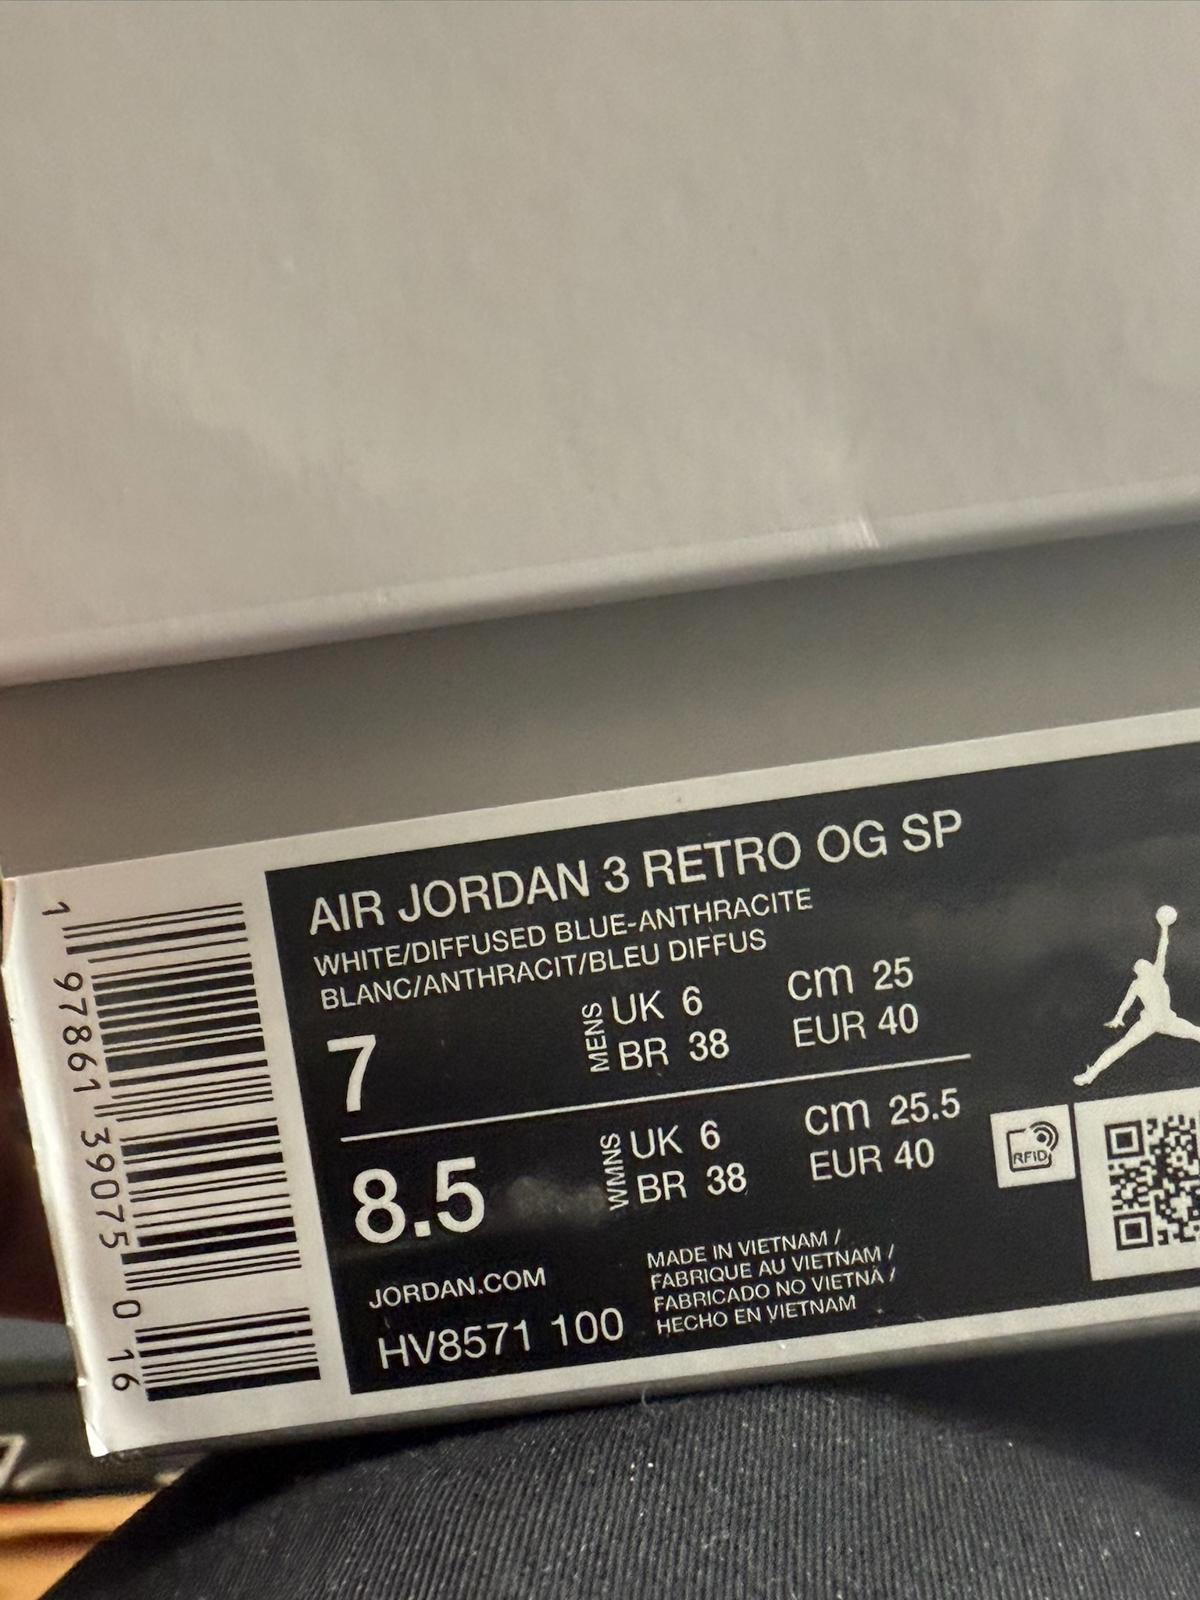 AIR JORDAN 3 RETRO OG SP
WHITE/DIFFUSED BLUE-ANTHRACITE
BLANC/ANTHRACIT/BLEU DIFFUS
7
MENS
UK 6 cm 25
BR 38 EUR 40
8.5
WMNS
UK 6 cm 25.5
BR 38 EUR 40
RFID
JORDAN.COM
HV8571 100
MADE IN VIETNAM /
FABRIQUE AU VIETNAM /
FABRICADO NO VIETNÃ /
HECHO EN VIETNAM
1 97861 39075 0 16